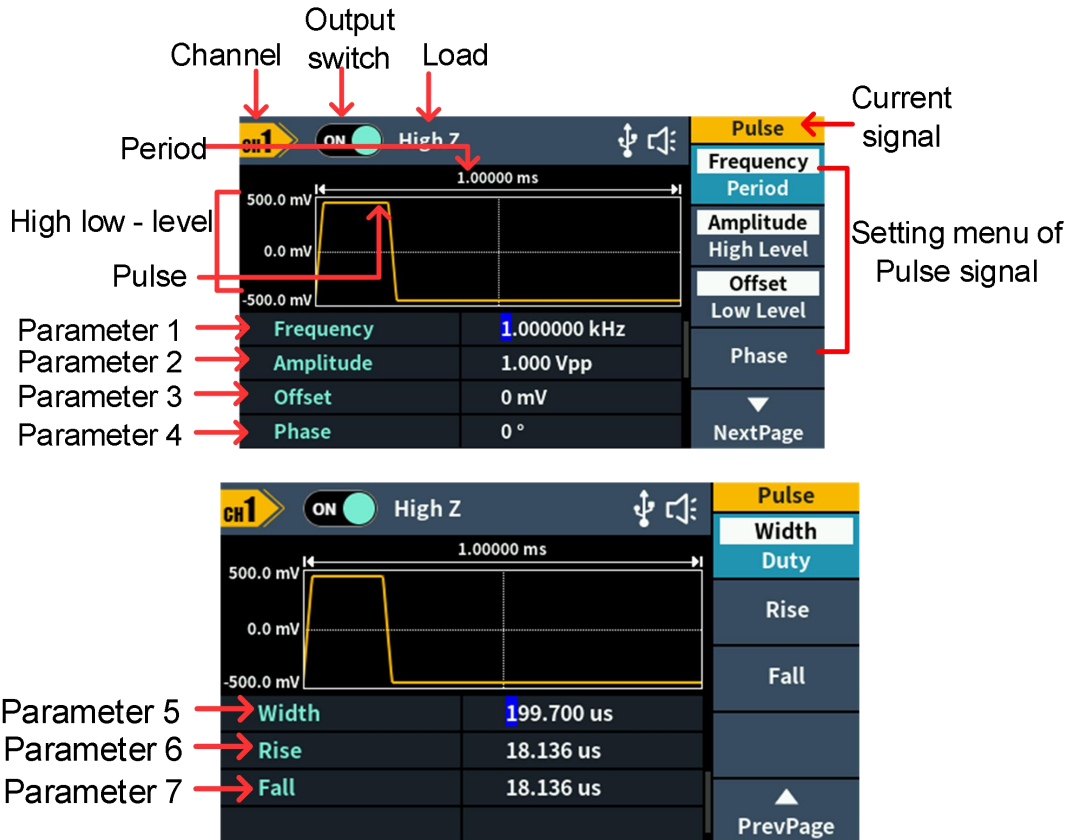 Output
switch
Channel
Load
Current
signal
CH1
ON
High Z
Pulse
Period
1.00000 ms
Frequency
Period
High low - level
500.0 mV
0.0 mV
-500.0 mV
Pulse
Amplitude
High Level
Offset
Low Level
Phase
NextPage
Setting menu of
Pulse signal
Parameter 1
Frequency
1.000000 kHz
Parameter 2
Amplitude
1.000 Vpp
Parameter 3
Offset
0 mV
Parameter 4
Phase
0 °
CH1
ON
High Z
Pulse
1.00000 ms
500.0 mV
0.0 mV
-500.0 mV
Width
Duty
Rise
Fall
PrevPage
Parameter 5
Width
199.700 us
Parameter 6
Rise
18.136 us
Parameter 7
Fall
18.136 us